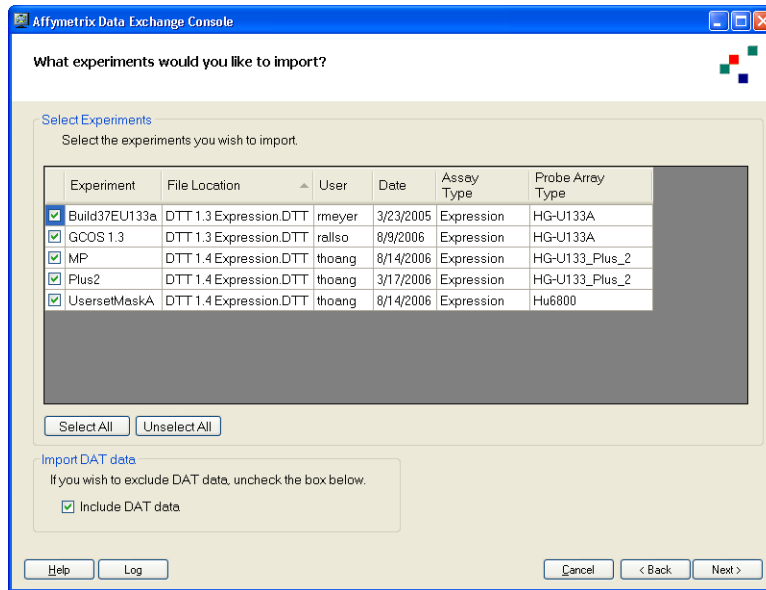 Affymetrix Data Exchange Console
What experiments would you like to import?
Select Experiments
Select the experiments you wish to import.
Experiment File Location User Date Assay Type Probe Array Type
Build37EU133a DTT 1.3 Expression.DTT rmeyer 3/23/2005 Expression HG-U133A
GCOS 1.3 DTT 1.3 Expression.DTT rallso 8/9/2006 Expression HG-U133A
MP DTT 1.4 Expression.DTT thoang 8/14/2006 Expression HG-U133_Plus_2
Plus2 DTT 1.4 Expression.DTT thoang 3/17/2006 Expression HG-U133_Plus_2
UsersetMaskA DTT 1.4 Expression.DTT thoang 8/14/2006 Expression Hu6800
Select All Unselect All
Import DAT data
If you wish to exclude DAT data, uncheck the box below.
Include DAT data
Help Log Cancel < Back Next >